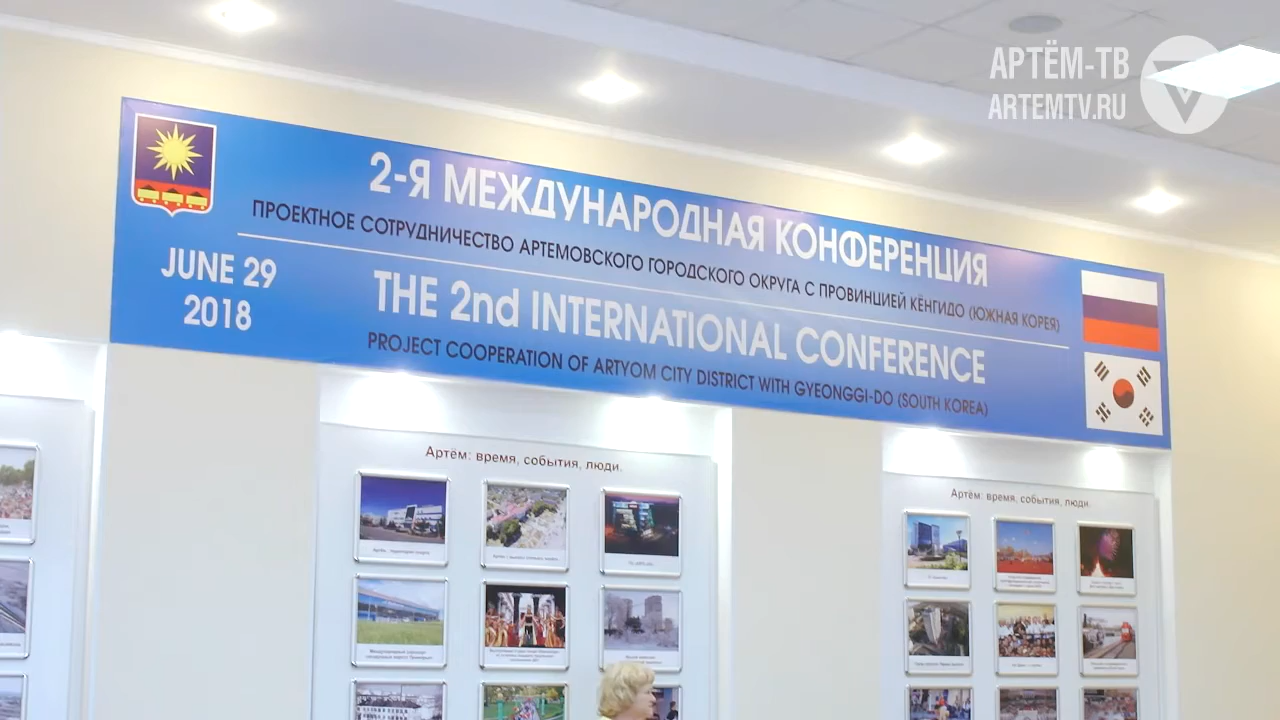 АРТЁМ-ТВ
ARTEMTV.RU
2-Я МЕЖДУНАРОДНАЯ КОНФЕРЕНЦИЯ
ПРОЕКТНОЕ СОТРУДНИЧЕСТВО АРТЕМОВСКОГО ГОРОДСКОГО ОКРУГА С ПРОВИНЦИЕЙ КЁНГИДО (ЮЖНАЯ КОРЕЯ)
JUNE 29
2018
THE 2nd INTERNATIONAL CONFERENCE
PROJECT COOPERATION OF ARTYOM CITY DISTRICT WITH GYEONGGI-DO (SOUTH KOREA)
Артём: время, события, люди.
Артём: время, события, люди.